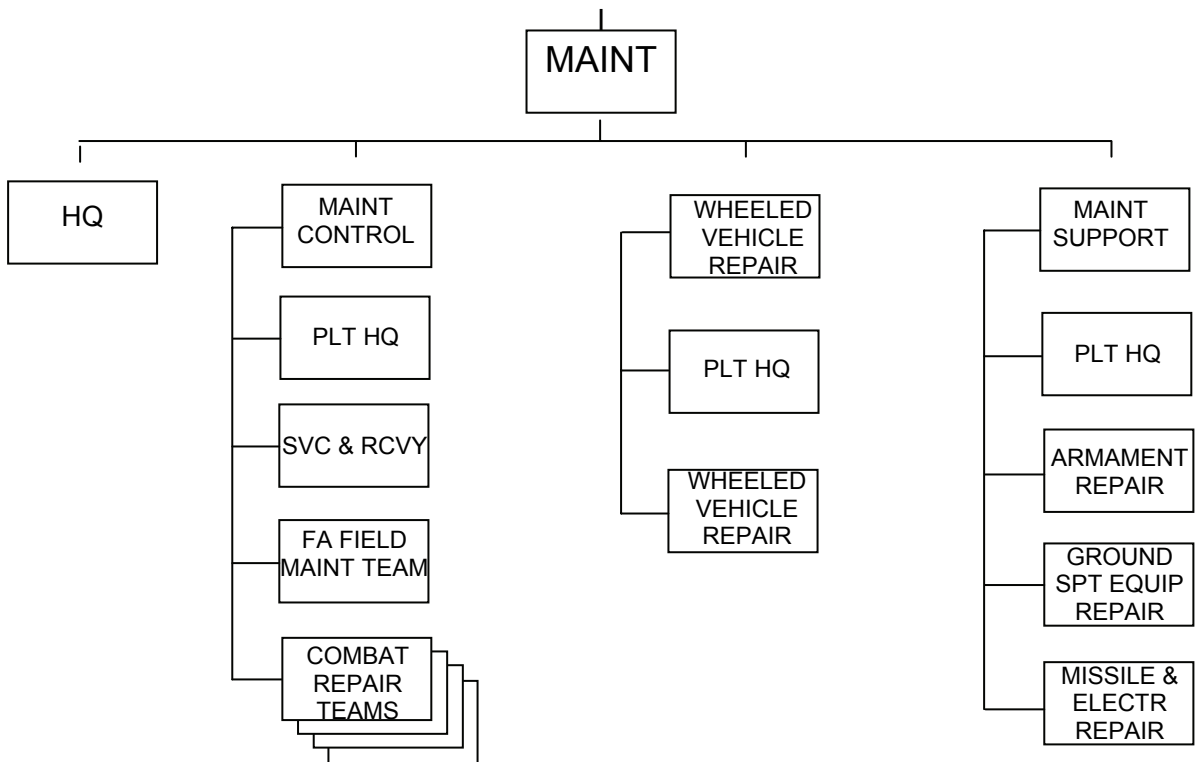 MAINT
HQ
MAINT
CONTROL
PLT HQ
SVC & RCVY
FA FIELD
MAINT TEAM
COMBAT
REPAIR
TEAMS
WHEELED
VEHICLE
REPAIR
PLT HQ
WHEELED
VEHICLE
REPAIR
MAINT
SUPPORT
PLT HQ
ARMAMENT
REPAIR
GROUND
SPT EQUIP
REPAIR
MISSILE &
ELECTR
REPAIR